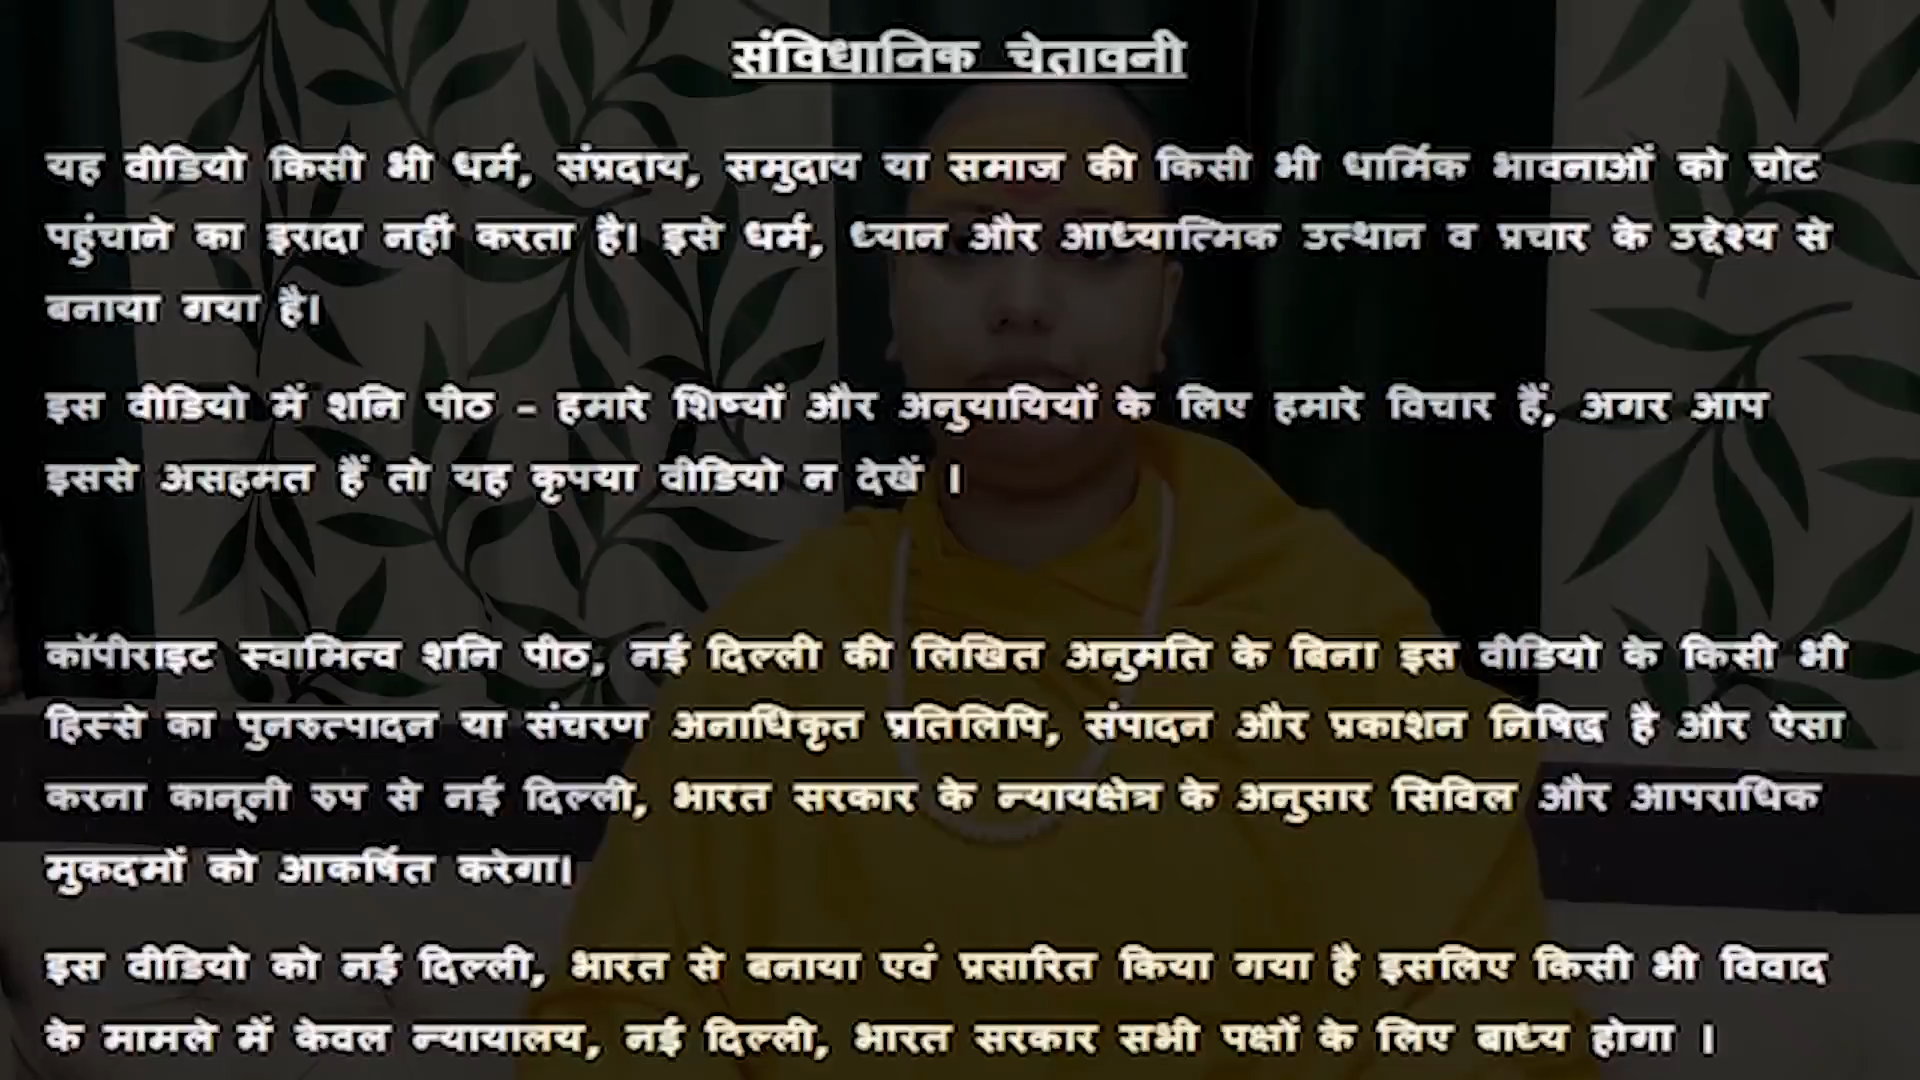 संविधानिक चेतावनी
यह वीडियो किसी भी धर्म, संप्रदाय, समुदाय या समाज की किसी भी धार्मिक भावनाओं को चोट
पहुंचाने का इरादा नहीं करता है। इसे धर्म, ध्यान और आध्यात्मिक उत्थान व प्रचार के उद्देश्य से
बनाया गया है।
इस वीडियो में शनि पीठ - हमारे शिष्यों और अनुयायियों के लिए हमारे विचार हैं, अगर आप
इससे असहमत हैं तो यह कृपया वीडियो न देखें ।
कॉपीराइट स्वामित्व शनि पीठ, नई दिल्ली की लिखित अनुमति के बिना इस वीडियो के किसी भी
हिस्से का पुनरुत्पादन या संचरण अनाधिकृत प्रतिलिपि, संपादन और प्रकाशन निषिद्ध है और ऐसा
करना कानूनी रुप से नई दिल्ली, भारत सरकार के न्यायक्षेत्र के अनुसार सिविल और आपराधिक
मुकदमों को आकर्षित करेगा।
इस वीडियो को नई दिल्ली, भारत से बनाया एवं प्रसारित किया गया है इसलिए किसी भी विवाद
के मामले में केवल न्यायालय, नई दिल्ली, भारत सरकार सभी पक्षों के लिए बाध्य होगा ।